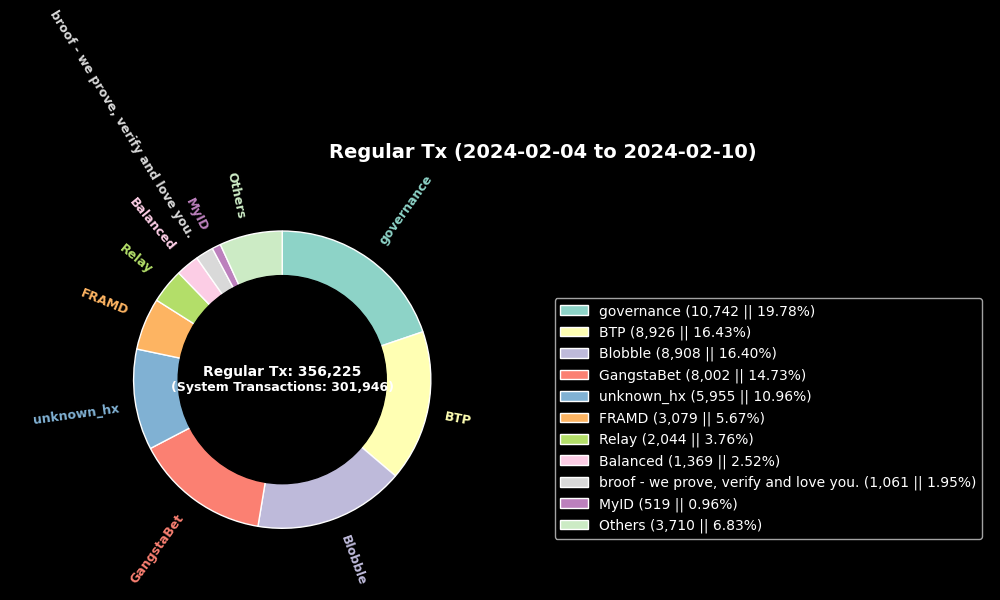 Regular Tx (2024-02-04 to 2024-02-10)
broof - we prove, verify and love you.
Others
MyID
Balanced
Relay
FRAMD
unknown_hx
GangstaBet
Blobble
BTP
governance
Regular Tx: 356,225
(System Transactions: 301,946)
governance (10,742 || 19.78%)
BTP (8,926 || 16.43%)
Blobble (8,908 || 16.40%)
GangstaBet (8,002 || 14.73%)
unknown_hx (5,955 || 10.96%)
FRAMD (3,079 || 5.67%)
Relay (2,044 || 3.76%)
Balanced (1,369 || 2.52%)
broof - we prove, verify and love you. (1,061 || 1.95%)
MyID (519 || 0.96%)
Others (3,710 || 6.83%)